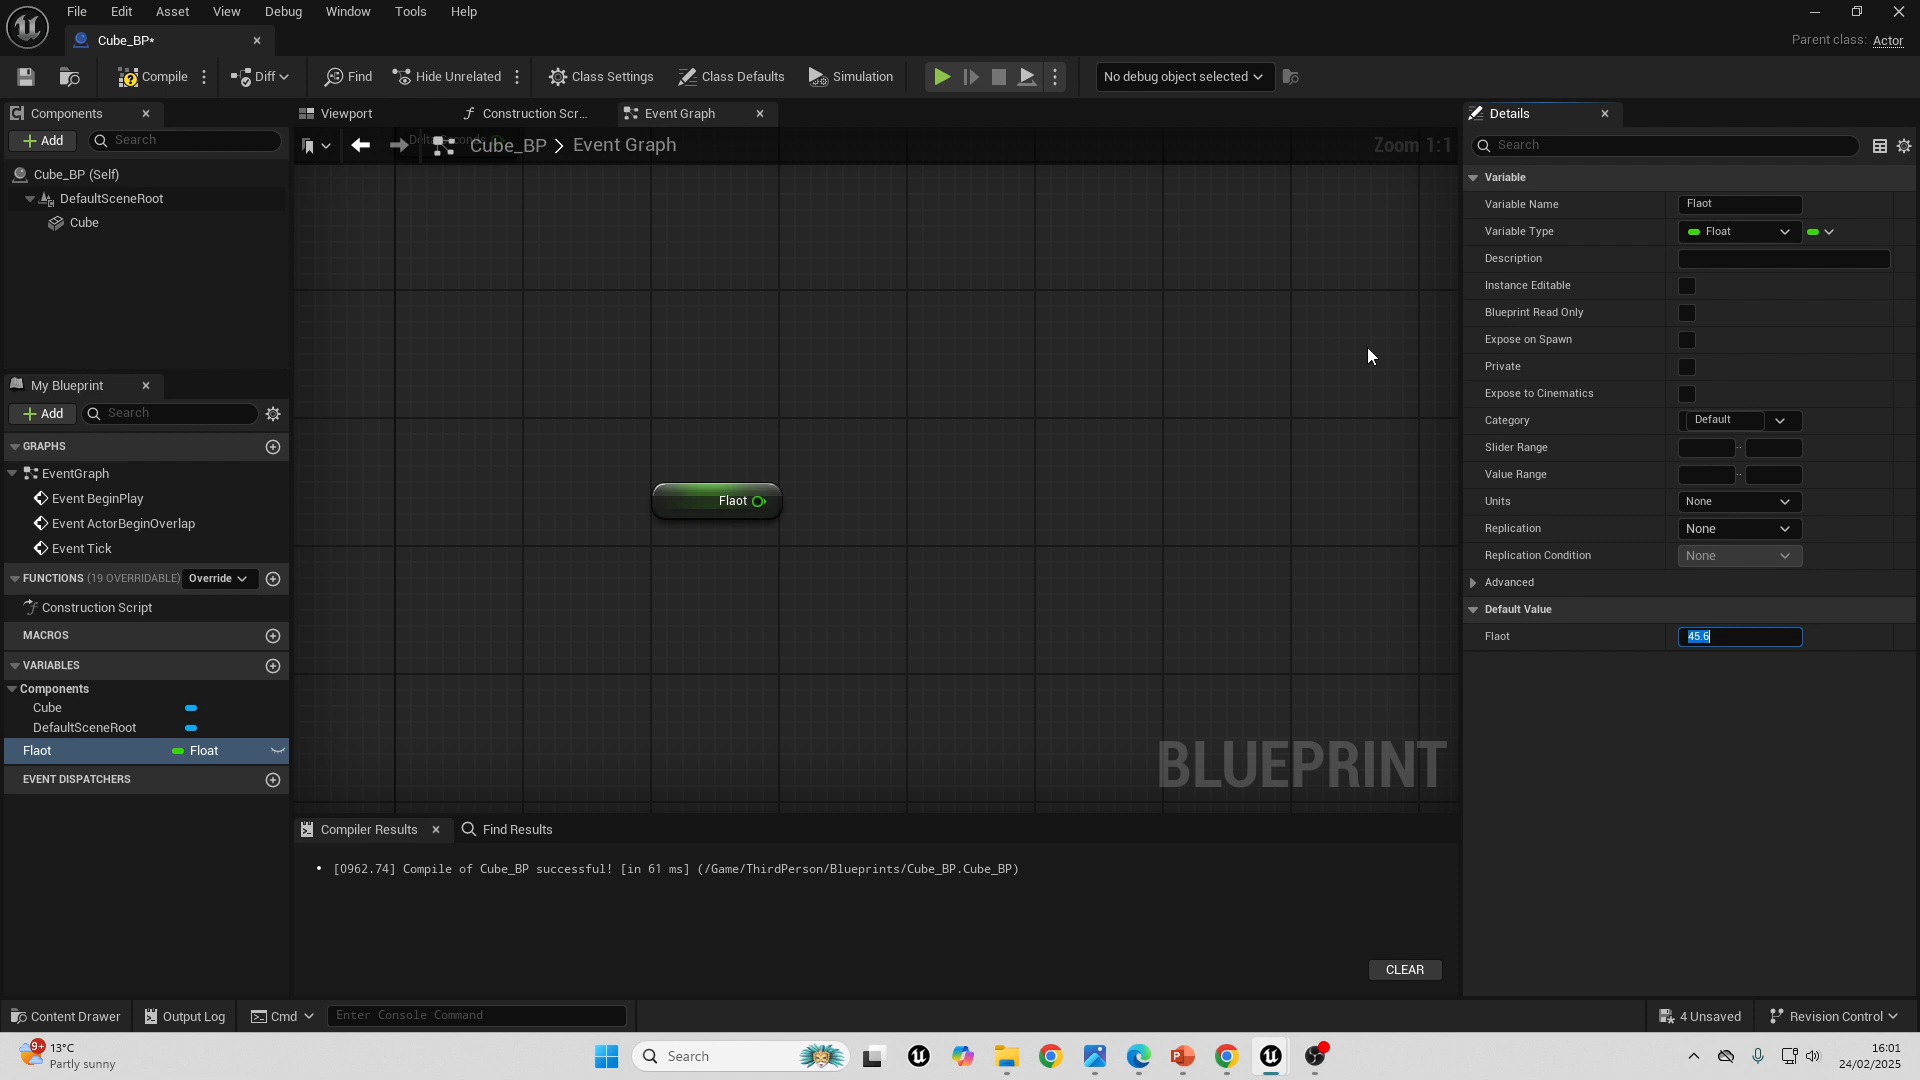 File Edit Asset View Debug Window Tools Help
Cube_BP*
Parent class: Actor
Compile Diff Find Hide Unrelated Class Settings Class Defaults Simulation No debug object selected
Components
Add Search
Cube_BP (Self)
DefaultSceneRoot
Cube
My Blueprint
Add Search
GRAPHS
EventGraph
Event BeginPlay
Event ActorBeginOverlap
Event Tick
FUNCTIONS (19 OVERRIDABLE) Override
Construction Script
MACROS
VARIABLES
Components
Cube
DefaultSceneRoot
Flaot Float
EVENT DISPATCHERS
Viewport Construction Scr... Event Graph
Cube_BP > Event Graph Zoom 1:1
Flaot
BLUEPRINT
Compiler Results Find Results
• [0962.74] Compile of Cube_BP successful! [in 61 ms] (/Game/ThirdPerson/Blueprints/Cube_BP.Cube_BP)
CLEAR
Details
Search
Variable
Variable Name Flaot
Variable Type Float
Description
Instance Editable
Blueprint Read Only
Expose on Spawn
Private
Expose to Cinematics
Category Default
Slider Range ..
Value Range ..
Units None
Replication None
Replication Condition None
Advanced
Default Value
Flaot 45.6
Content Drawer Output Log Cmd Enter Console Command 4 Unsaved Revision Control
9+ 13°C
Partly sunny
Search
16:01
24/02/2025